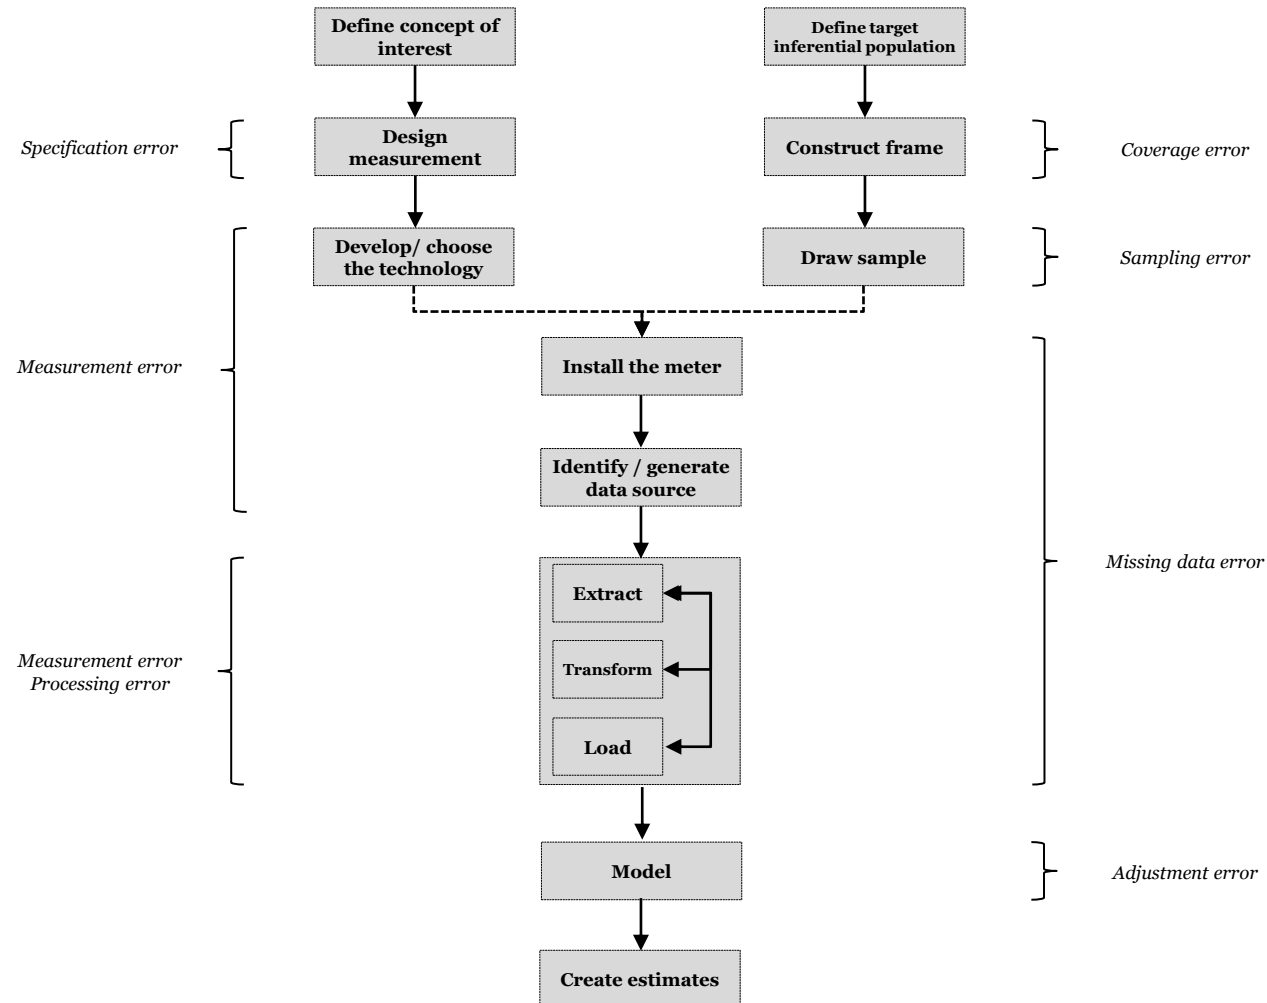 Define concept of
interest
Define target
inferential population
Specification error
Design
measurement
Construct frame
Coverage error
Develop/ choose
the technology
Draw sample
Sampling error
Measurement error
Install the meter
Identify / generate
data source
Missing data error
Measurement error
Processing error
Extract
Transform
Load
Model
Adjustment error
Create estimates